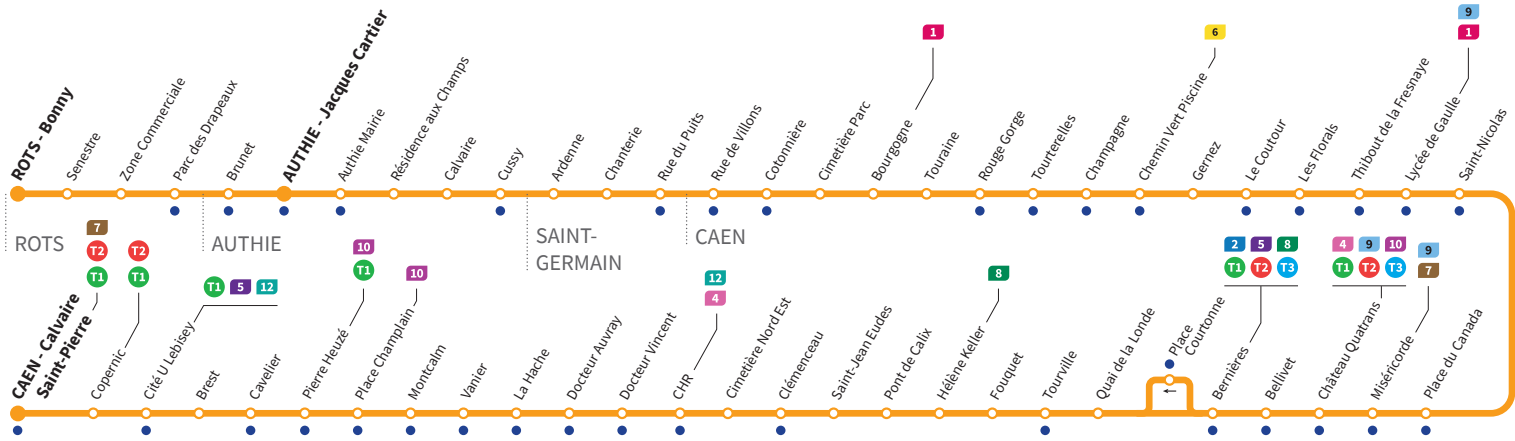 ROTS - Bonny
Senestre
Zone Commerciale
Parc des Drapeaux
Brunet
AUTHIE - Jacques Cartier
Authie Mairie
Résidence aux Champs
Calvaire
Cussy
Ardenne
Chanterie
Rue du Puits
Rue de Villons
Cotonnière
Cimetière Parc
Bourgogne
1
Touraine
Rouge Gorge
Tourterelles
Champagne
Chemin Vert Piscine
6
Gernez
Le Coutour
Les Florals
Thibout de la Fresnaye
Lycée de Gaulle
9
1
Saint-Nicolas
ROTS
AUTHIE
SAINT-
GERMAIN
CAEN
CAEN - Calvaire
Saint-Pierre
7
T2
T1
Copernic
T2
T1
Cité U Lebisey
T1 5 12
Brest
Cavelier
Pierre Heuzé
10
T1
Place Champlain
10
Montcalm
Vanier
La Hache
Docteur Auvray
Docteur Vincent
CHR
12
4
Cimetière Nord Est
Clémenceau
Saint-Jean Eudes
Pont de Calix
Hélène Keller
8
Fouquet
Tourville
Quai de la Londe
Place
Courtonne
←
Bernières
2 5 8
T1 T2 T3
Bellivet
Château Quatrans
4 9 10
T1 T2 T3
Miséricorde
9
7
Place du Canada